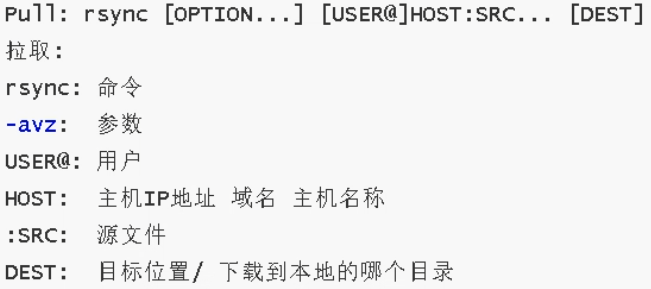 Pull: rsync [OPTION...] [USER@]HOST:SRC... [DEST]
拉取:
rsync: 命令
-avz: 参数
USER@: 用户
HOST: 主机IP地址 域名 主机名称
:SRC: 源文件
DEST: 目标位置/ 下载到本地的哪个目录